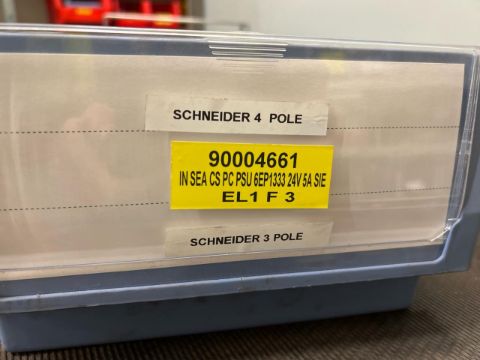 SCHNEIDER 4 POLE
90004661
IN SEA CS PC PSU 6EP1333 24V 5A SIE
EL1 F 3
SCHNEIDER 3 POLE